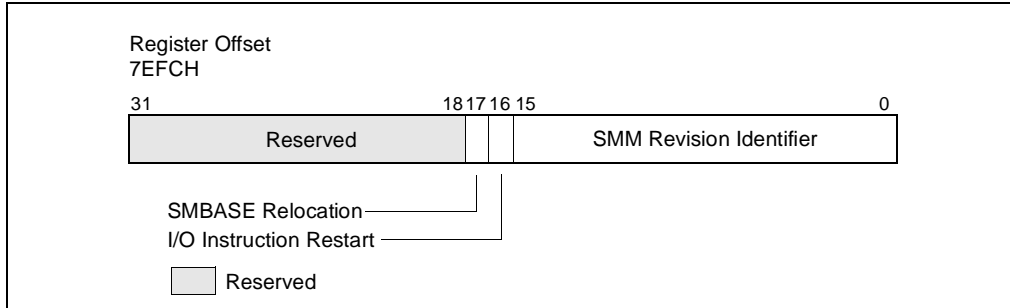 Register Offset
7EFCH
31 18 17 16 15 0
Reserved SMM Revision Identifier
SMBASE Relocation
I/O Instruction Restart
Reserved